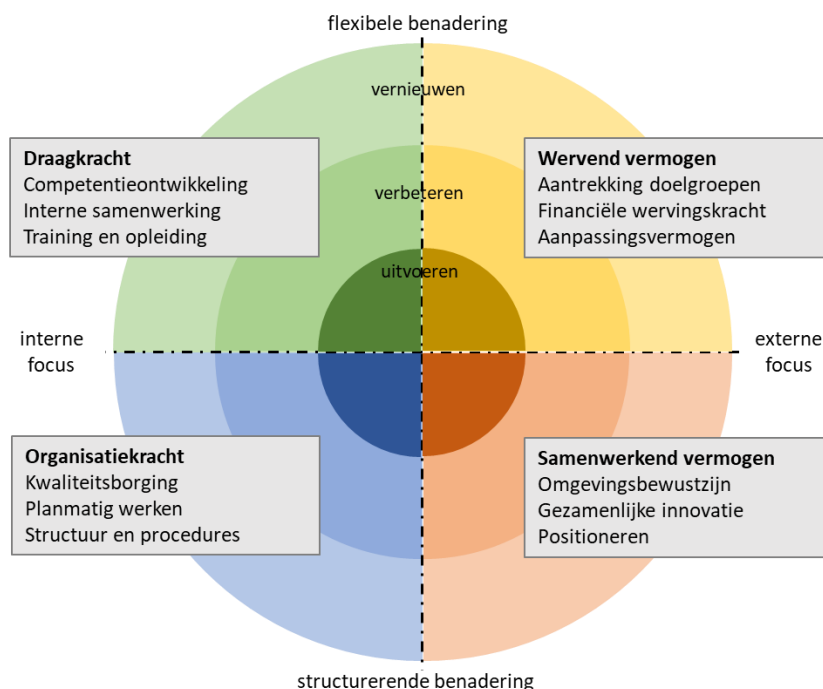 flexibele benadering
vernieuwen
Draagkracht
Competentieontwikkeling
Interne samenwerking
Training en opleiding
verbeteren
Wervend vermogen
Aantrekking doelgroepen
Financiële wervingskracht
Aanpassingsvermogen
uitvoeren
interne
focus
externe
focus
Organisatiekracht
Kwaliteitsborging
Planmatig werken
Structuur en procedures
Samenwerkend vermogen
Omgevingsbewustzijn
Gezamenlijke innovatie
Positioneren
structurerende benadering